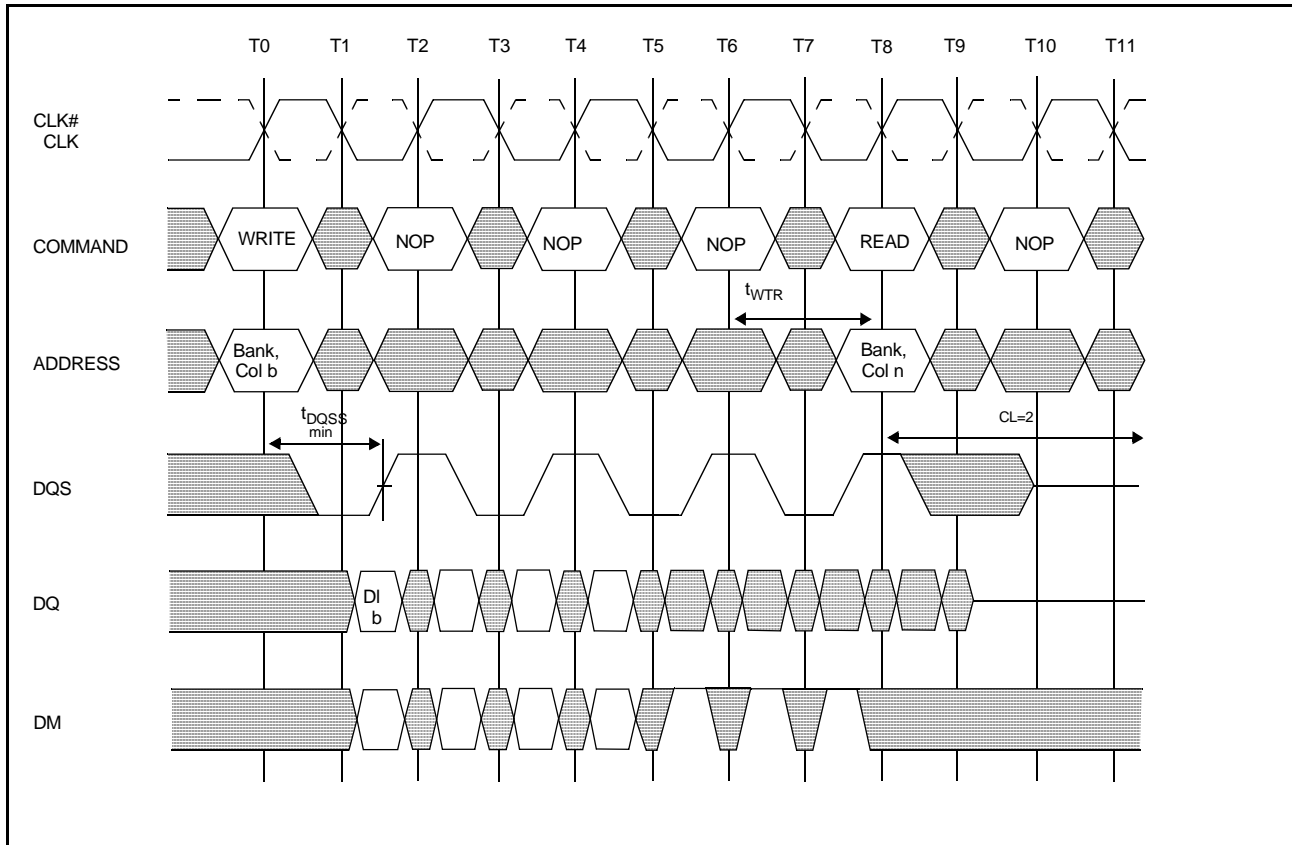 T0 T1 T2 T3 T4 T5 T6 T7 T8 T9 T10 T11
CLK#
CLK
COMMAND WRITE NOP NOP NOP READ NOP
tWTR
ADDRESS
Bank, Col b
Bank, Col n
tDQSS
min
CL=2
DQS
DQ
DI
b
DM